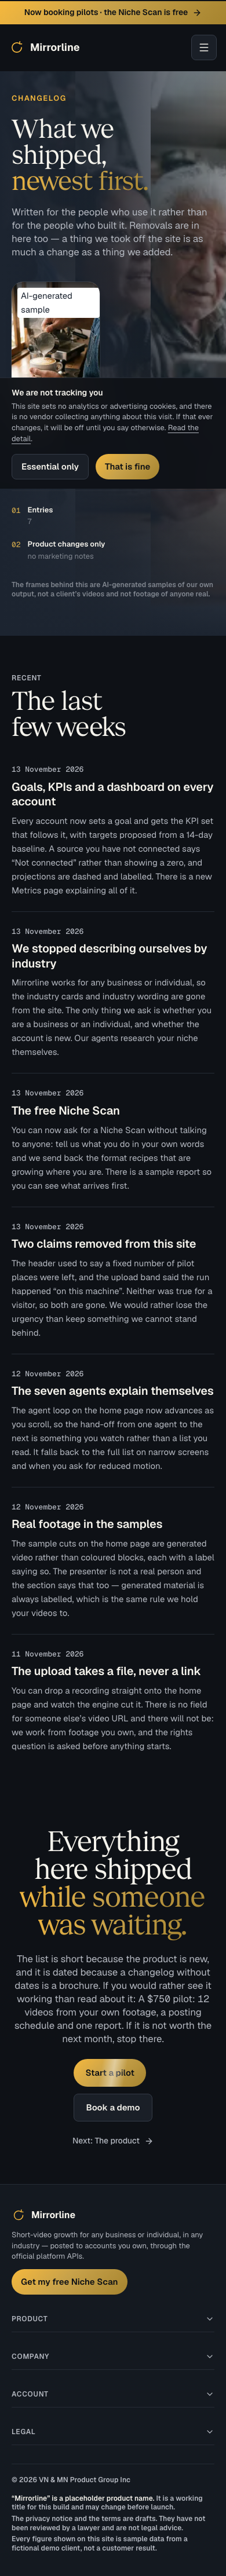 Now booking pilots · the Niche Scan is free →
Mirrorline
CHANGELOG
What we
shipped,
newest first.
Written for the people who use it rather than
for the people who built it. Removals are in
here too — a thing we took off the site is as
much a change as a thing we added.
AI-generated
sample
We are not tracking you
This site sets no analytics or advertising cookies, and there
is no vendor collecting anything about this visit. If that ever
changes, it will be off until you say otherwise. Read the
detail.
Essential only
That is fine
01 Entries
7
02 Product changes only
no marketing notes
The frames behind this are AI-generated samples of our own
output, not a client's videos and not footage of anyone real.
RECENT
The last
few weeks
13 November 2026
Goals, KPIs and a dashboard on every
account
Every account now sets a goal and gets the KPI set
that follows it, with targets proposed from a 14-day
baseline. A source you have not connected says
"Not connected" rather than showing a zero, and
projections are dashed and labelled. There is a new
Metrics page explaining all of it.
13 November 2026
We stopped describing ourselves by
industry
Mirrorline works for any business or individual, so
the industry cards and industry wording are gone
from the site. The only thing we ask is whether you
are a business or an individual, and whether the
account is new. Our agents research your niche
themselves.
13 November 2026
The free Niche Scan
You can now ask for a Niche Scan without talking
to anyone: tell us what you do in your own words
and we send back the format recipes that are
growing where you are. There is a sample report so
you can see what arrives first.
13 November 2026
Two claims removed from this site
The header used to say a fixed number of pilot
places were left, and the upload band said the run
happened "on this machine". Neither was true for a
visitor, so both are gone. We would rather lose the
urgency than keep something we cannot stand
behind.
12 November 2026
The seven agents explain themselves
The agent loop on the home page now advances as
you scroll, so the hand-off from one agent to the
next is something you watch rather than a list you
read. It falls back to the full list on narrow screens
and when you ask for reduced motion.
12 November 2026
Real footage in the samples
The sample cuts on the home page are generated
video rather than coloured blocks, each with a label
saying so. The presenter is not a real person and
the section says that too — generated material is
always labelled, which is the same rule we hold
your videos to.
11 November 2026
The upload takes a file, never a link
You can drop a recording straight onto the home
page and watch the engine cut it. There is no field
for someone else's video URL and there will not be:
we work from footage you own, and the rights
question is asked before anything starts.
Everything
here shipped
while someone
was waiting.
The list is short because the product is new,
and it is dated because a changelog without
dates is a brochure. If you would rather see it
working than read about it: A $750 pilot: 12
videos from your own footage, a posting
schedule and one report. If it is not worth the
next month, stop there.
Start a pilot
Book a demo
Next: The product →
Mirrorline
Short-video growth for any business or individual, in any
industry — posted to accounts you own, through the
official platform APIs.
Get my free Niche Scan
PRODUCT
COMPANY
ACCOUNT
LEGAL
© 2026 VN & MN Product Group Inc
"Mirrorline" is a placeholder product name. It is a working
title for this build and may change before launch.
The privacy notice and the terms are drafts. They have not
been reviewed by a lawyer and are not legal advice.
Every figure shown on this site is sample data from a
fictional demo client, not a customer result.